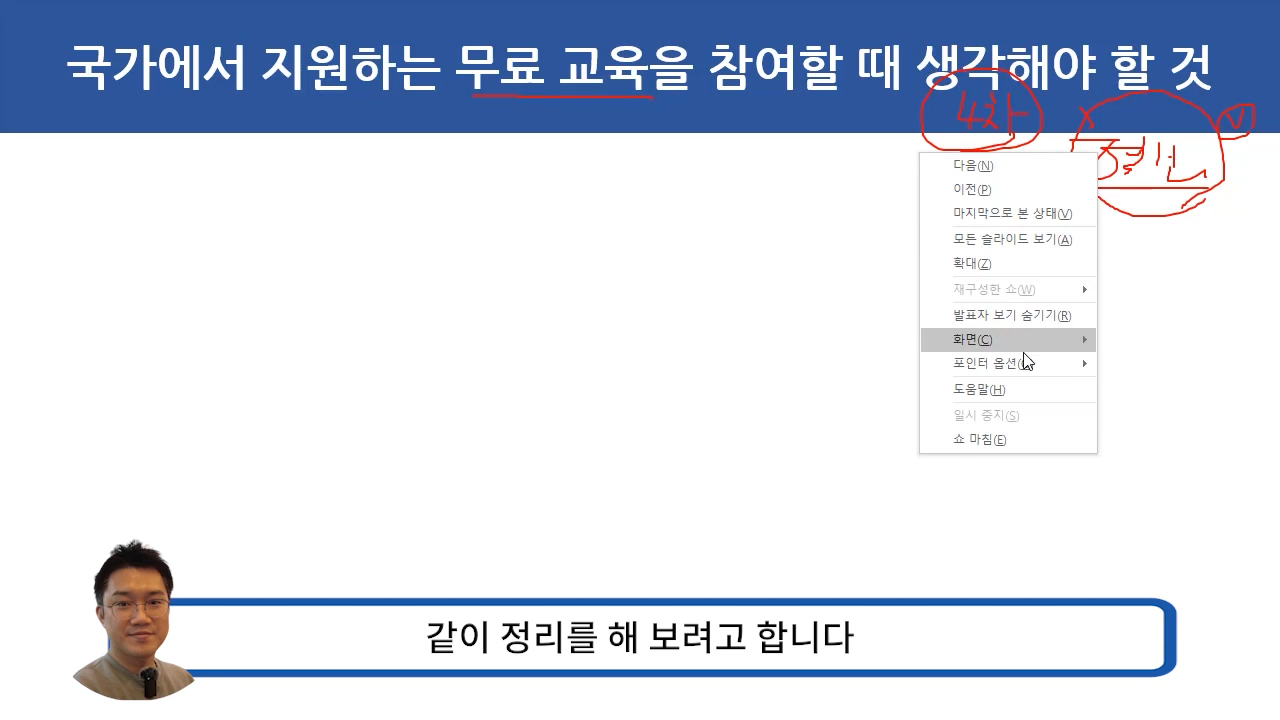 국가에서 지원하는 무료 교육을 참여할 때 생각해야 할 것
4차
다음(N)
이전(P)
마지막으로 본 상태(V)
모든 슬라이드 보기(A)
확대(Z)
재구성한 쇼(W)
발표자 보기 숨기기(R)
화면(C)
포인터 옵션
도움말(H)
일시 중지(S)
쇼 마침(E)
같이 정리를 해 보려고 합니다